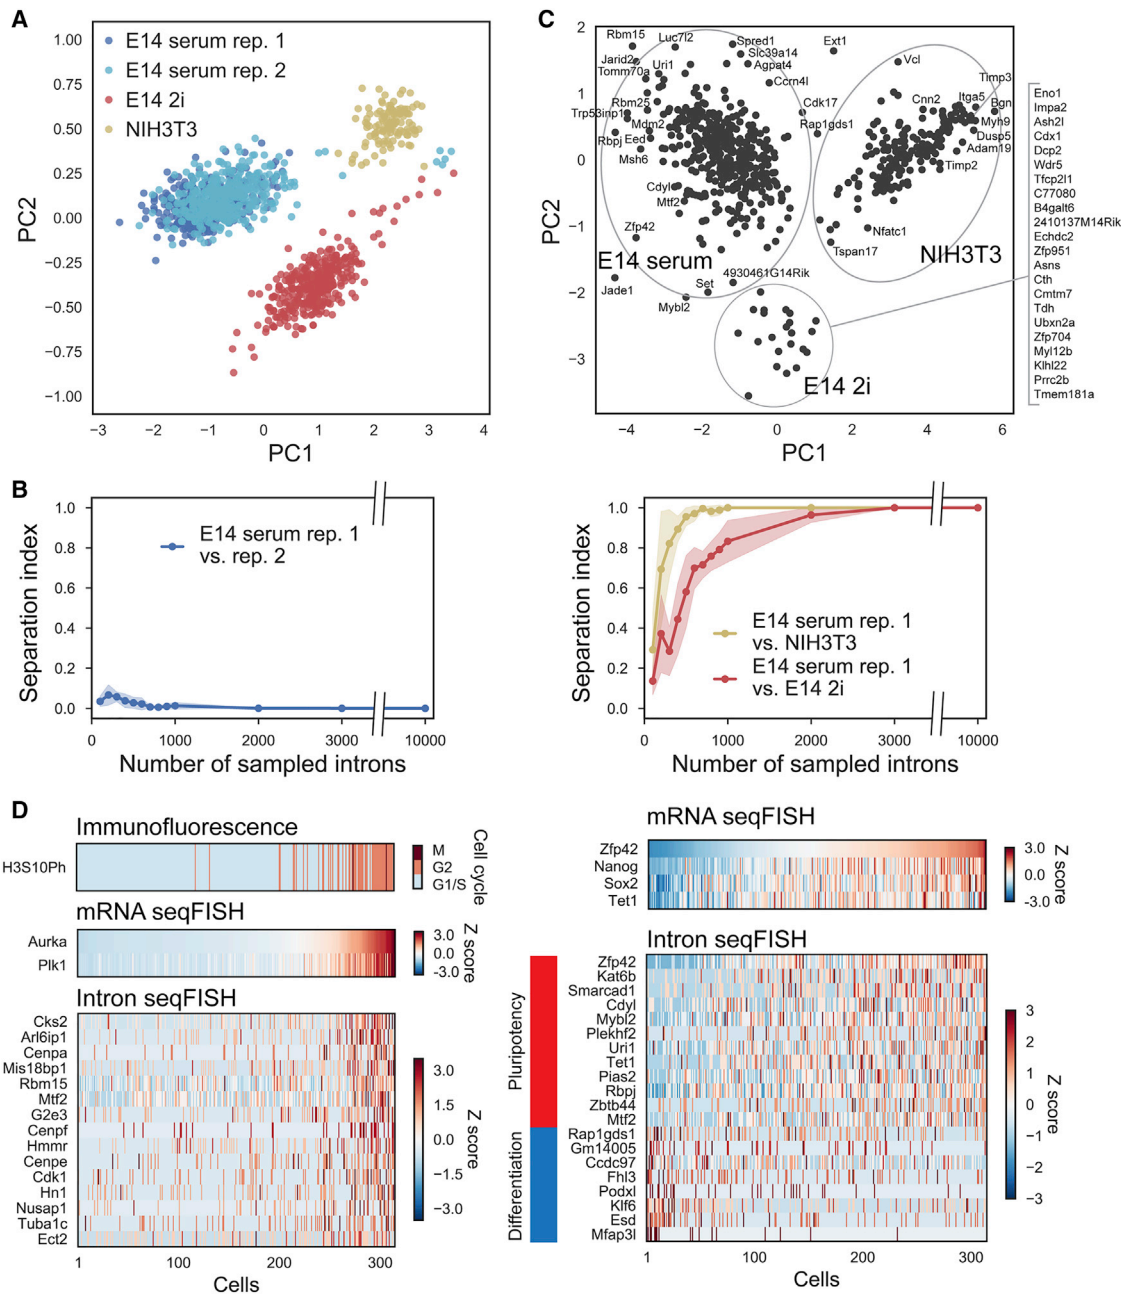 A
E14 serum rep. 1
E14 serum rep. 2
E14 2i
NIH3T3
1.00
0.75
0.50
0.25
0.00
−0.25
−0.50
−0.75
−1.00
PC2
−3 −2 −1 0 1 2 3 4
PC1
C
2
1
0
−1
−2
−3
PC2
−4 −2 0 2 4 6
PC1
Rbm15
Luc7l2
Spred1
Ext1
Jarid2
Slc39a14
Vcl
Tomm70a
Uri1
Agpat4
Ccrn4l
Timp3
Rbm25
Cdk17
Cnn2
Itga5
Bgn
Trp53inp1
Mdm2
Rap1gds1
Myh9
Rbpj
Eed
Dusp5
Msh6
Adam19
Timp2
Cdyl
Mtf2
Zfp42
Nfatc1
Tspan17
E14 serum
NIH3T3
4930461G14Rik
Jade1
Set
Mybl2
E14 2i
Eno1
Impa2
Ash2l
Cdx1
Dcp2
Wdr5
Tfcp2l1
C77080
B4galt6
2410137M14Rik
Echdc2
Zfp951
Asns
Cth
Cmtm7
Tdh
Ubxn2a
Zfp704
Myl12b
Klhl22
Prrc2b
Tmem181a
B
1.0
0.8
0.6
0.4
0.2
0.0
Separation index
E14 serum rep. 1
vs. rep. 2
0 1000 2000 3000 10000
Number of sampled introns
1.0
0.8
0.6
0.4
0.2
0.0
Separation index
E14 serum rep. 1
vs. NIH3T3
E14 serum rep. 1
vs. E14 2i
0 1000 2000 3000 10000
Number of sampled introns
D
Immunofluorescence
H3S10Ph
M
G2
G1/S
Cell cycle
mRNA seqFISH
Aurka
Plk1
3.0
0.0
-3.0
Z score
Intron seqFISH
Cks2
Arl6ip1
Cenpa
Mis18bp1
Rbm15
Mtf2
G2e3
Cenpf
Hmmr
Cenpe
Cdk1
Hn1
Nusap1
Tuba1c
Ect2
3.0
1.5
0.0
−1.5
−3.0
Z score
1 100 200 300
Cells
mRNA seqFISH
Zfp42
Nanog
Sox2
Tet1
3.0
0.0
-3.0
Z score
Intron seqFISH
Pluripotency
Differentiation
Zfp42
Kat6b
Smarcad1
Cdyl
Mybl2
Plekhf2
Uri1
Tet1
Pias2
Rbpj
Zbtb44
Mtf2
Rap1gds1
Gm14005
Ccdc97
Fhl3
Podxl
Klf6
Esd
Mfap3l
3
2
1
0
−1
−2
−3
Z score
1 100 200 300
Cells